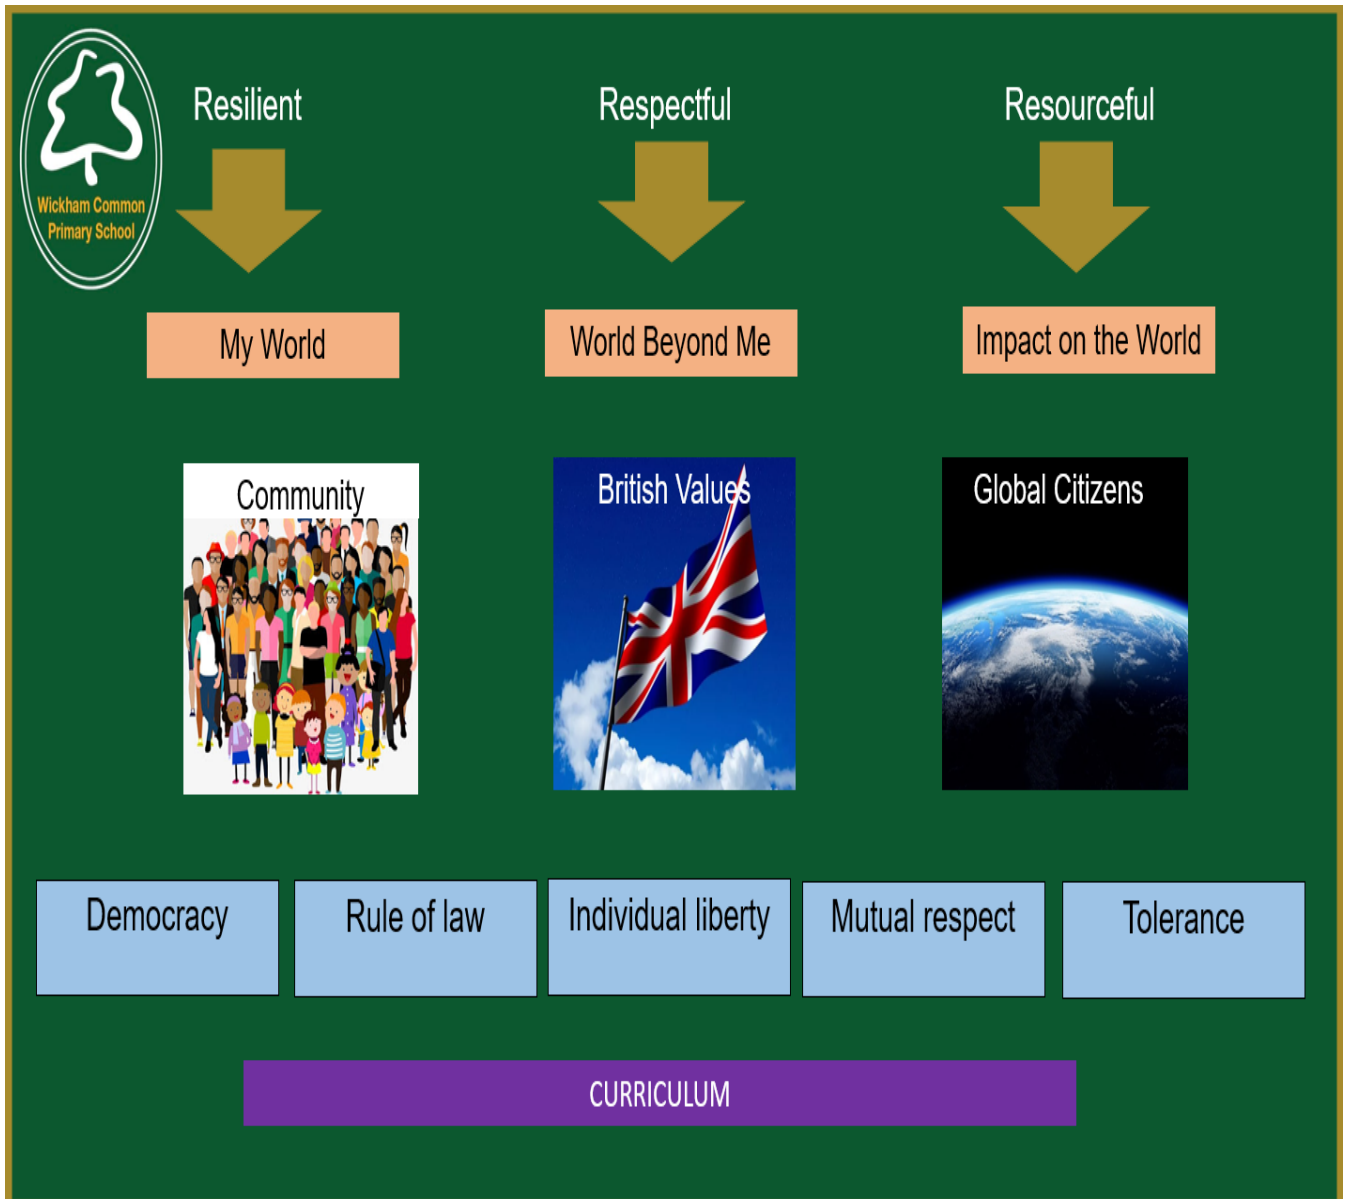 Wickham Common
Primary School
Resilient
Respectful
Resourceful
My World
World Beyond Me
Impact on the World
Community
British Values
Global Citizens
Democracy
Rule of law
Individual liberty
Mutual respect
Tolerance
CURRICULUM